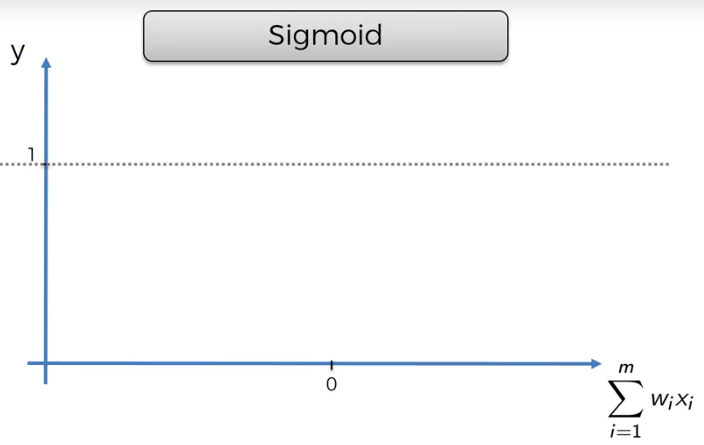 Sigmoid
y
1
0
m
∑ wᵢxᵢ
i=1